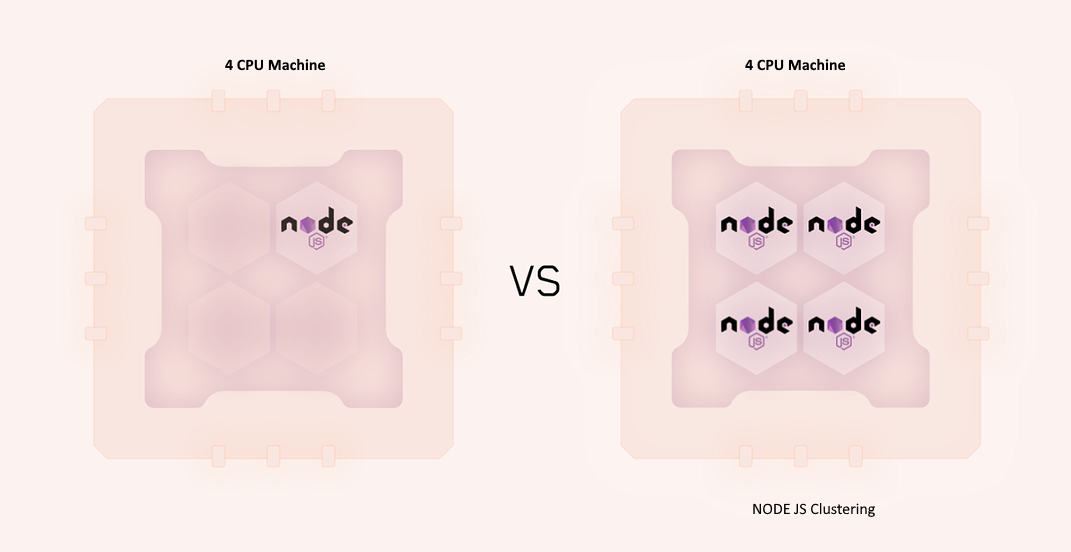 4 CPU Machine
4 CPU Machine
node
JS
VS
node
JS
node
JS
node
JS
node
JS
NODE JS Clustering